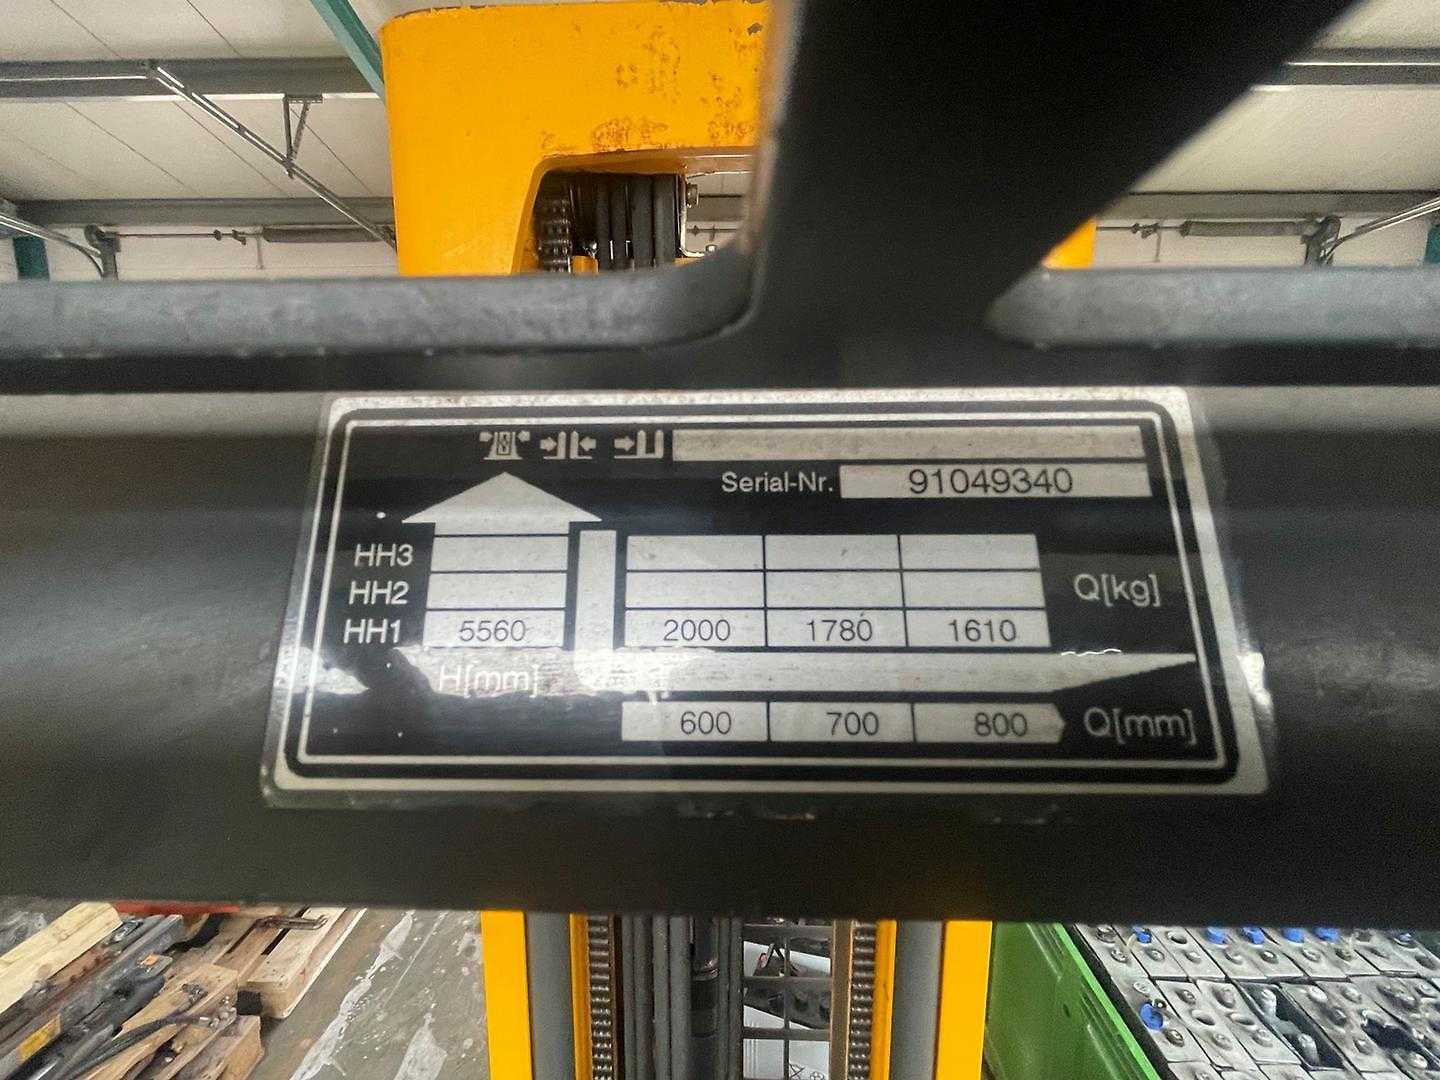 Serial-Nr. 91049340
HH3
HH2
HH1 5560 2000 1780 1610
Q[kg]
H[mm]
600 700 800 Q[mm]